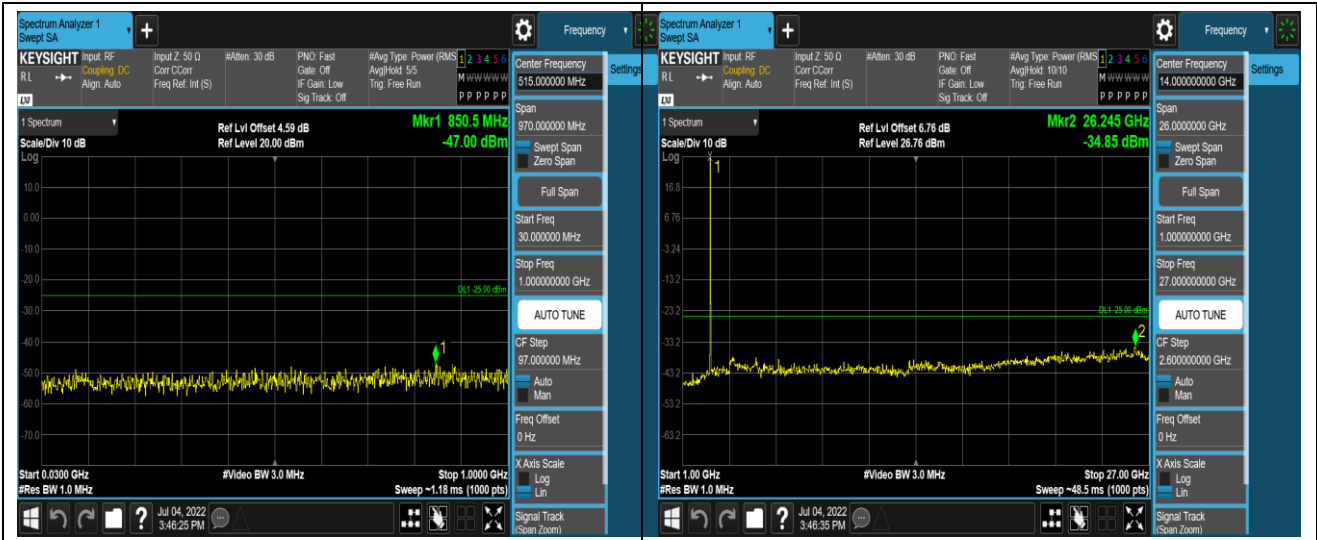 Spectrum Analyzer 1
Swept SA
+
Frequency
KEYSIGHT
RL
LXI
Input: RF
Coupling: DC
Align: Auto
Input Z: 50 Ω
Corr CCorr
Freq Ref: Int (S)
#Atten: 30 dB
PNO: Fast
Gate: Off
IF Gain: Low
Sig Track: Off
#Avg Type: Power (RMS
Avg|Hold: 5/5
Trig: Free Run
1 2 3 4 5 6
M W W W W W
P P P P P P
Center Frequency
515.000000 MHz
Settings
1 Spectrum
Scale/Div 10 dB
Log
Ref Lvl Offset 4.59 dB
Ref Level 20.00 dBm
Mkr1 850.5 MHz
-47.00 dBm
Span
970.000000 MHz
Swept Span
Zero Span
Full Span
Start Freq
30.000000 MHz
Stop Freq
1.000000000 GHz
AUTO TUNE
CF Step
97.000000 MHz
Auto
Man
Freq Offset
0 Hz
X Axis Scale
Log
Lin
Signal Track
(Span Zoom)
10.0
0.00
-10.0
-20.0
DL1 -25.00 dBm
-30.0
-40.0
1
-50.0
-60.0
-70.0
Start 0.0300 GHz
#Video BW 3.0 MHz
Stop 1.0000 GHz
#Res BW 1.0 MHz
Sweep ~1.18 ms (1000 pts)
?
Jul 04, 2022
3:46:25 PM
Spectrum Analyzer 1
Swept SA
+
Frequency
KEYSIGHT
RL
LXI
Input: RF
Coupling: DC
Align: Auto
Input Z: 50 Ω
Corr CCorr
Freq Ref: Int (S)
#Atten: 30 dB
PNO: Fast
Gate: Off
IF Gain: Low
Sig Track: Off
#Avg Type: Power (RMS
Avg|Hold: 10/10
Trig: Free Run
1 2 3 4 5 6
M W W W W W
P P P P P P
Center Frequency
14.000000000 GHz
Settings
1 Spectrum
Scale/Div 10 dB
Log
Ref Lvl Offset 6.76 dB
Ref Level 26.76 dBm
Mkr2 26.245 GHz
-34.85 dBm
Span
26.0000000 GHz
Swept Span
Zero Span
Full Span
Start Freq
1.000000000 GHz
Stop Freq
27.000000000 GHz
AUTO TUNE
CF Step
2.600000000 GHz
Auto
Man
Freq Offset
0 Hz
X Axis Scale
Log
Lin
Signal Track
(Span Zoom)
1
16.8
6.76
-3.24
-13.2
-23.2
DL1 -25.00 dBm
2
-33.2
-43.2
-53.2
-63.2
Start 1.00 GHz
#Video BW 3.0 MHz
Stop 27.00 GHz
#Res BW 1.0 MHz
Sweep ~48.5 ms (1000 pts)
?
Jul 04, 2022
3:46:35 PM